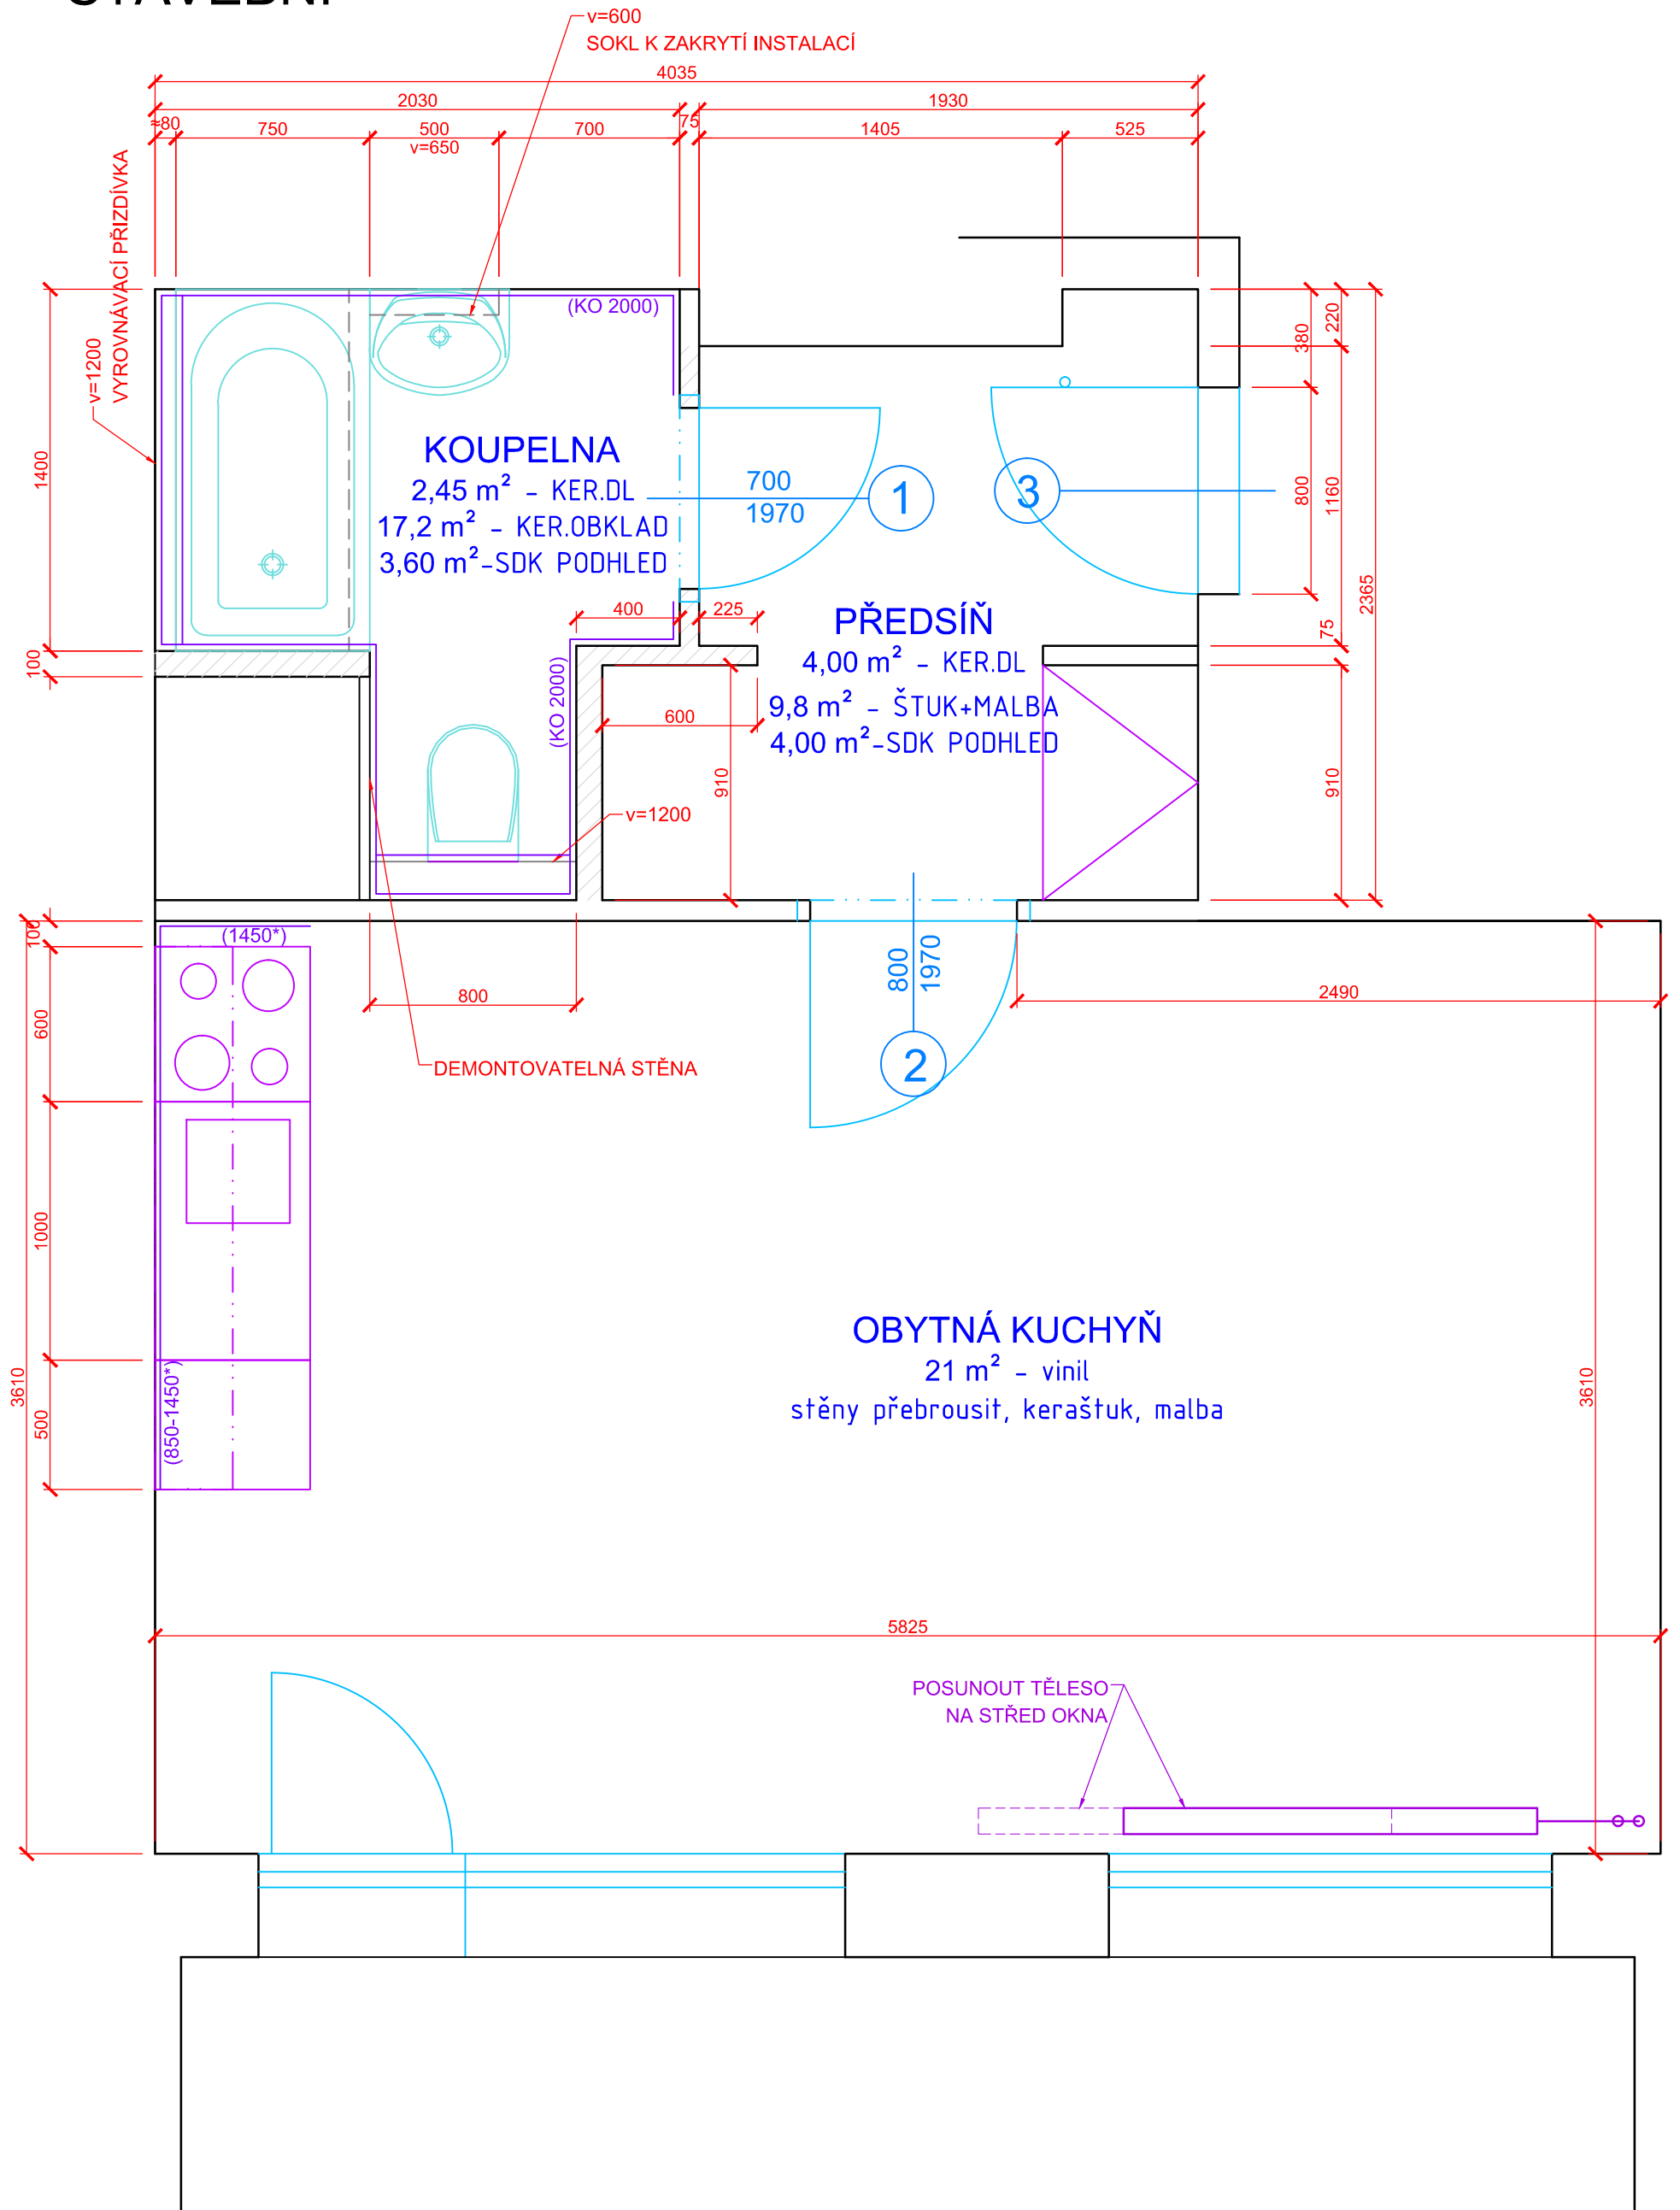 v=600
SOKL K ZAKRYTÍ INSTALACÍ
4035
2030
1930
≈80
750
500
v=650
700
75
1405
525
VYROVNÁVACÍ PŘIZDÍVKA
v=1200
(KO 2000)
380
220
1400
KOUPELNA
2,45 m² - KER.DL
17,2 m² - KER.OBKLAD
3,60 m²-SDK PODHLED
700
1970
1
3
800
1160
2365
400
225
PŘEDSÍŇ
4,00 m² - KER.DL
9,8 m² - ŠTUK+MALBA
4,00 m²-SDK PODHLED
75
100
(KO 2000)
600
910
910
v=1200
100
(1450*)
800
1970
2
800
2490
600
DEMONTOVATELNÁ STĚNA
1000
OBYTNÁ KUCHYŇ
21 m² - vinil
stěny přebrousit, keraštuk, malba
3610
500
(850-1450*)
3610
5825
POSUNOUT TĚLESO
NA STŘED OKNA